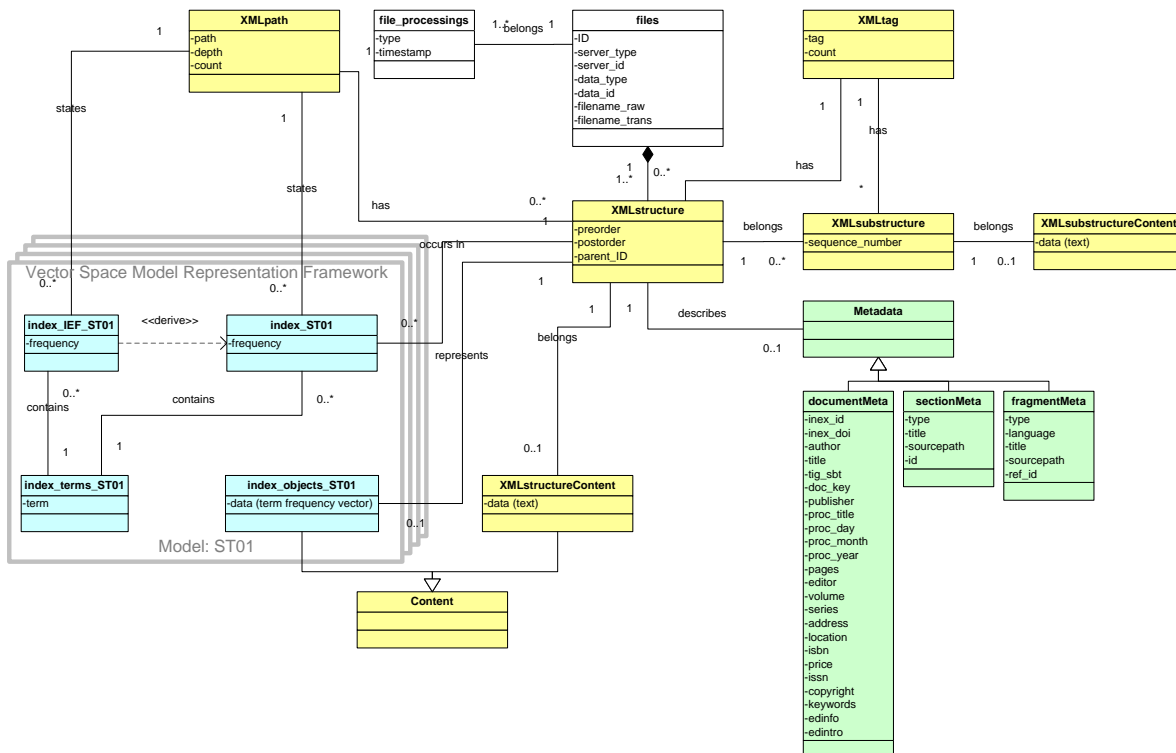 XMLpath
-path
-depth
-count
file_processings
-type
-timestamp
belongs
1..*
1
1
files
-ID
-server_type
-server_id
-data_type
-data_id
-filename_raw
-filename_trans
XMLtag
-tag
-count
1
states
1
states
has
0..*
1
1
1..*
0..*
1
1
has
has
*
XMLstructure
-preorder
-postorder
-parent_ID
belongs
1
0..*
XMLsubstructure
-sequence_number
belongs
1
0..1
XMLsubstructureContent
-data (text)
occurs in
Vector Space Model Representation Framework
0..*
0..*
0..*
index_IEF_ST01
-frequency
<<derive>>
index_ST01
-frequency
0..*
contains
1
contains
0..*
1
represents
1
1
belongs
1
describes
0..1
Metadata
index_terms_ST01
-term
index_objects_ST01
-data (term frequency vector)
0..1
Model: ST01
0..1
XMLstructureContent
-data (text)
Content
documentMeta
-inex_id
-inex_doi
-author
-title
-tig_sbt
-doc_key
-publisher
-proc_title
-proc_day
-proc_month
-proc_year
-pages
-editor
-volume
-series
-address
-location
-isbn
-price
-issn
-copyright
-keywords
-edinfo
-edintro
sectionMeta
-type
-title
-sourcepath
-id
fragmentMeta
-type
-language
-title
-sourcepath
-ref_id